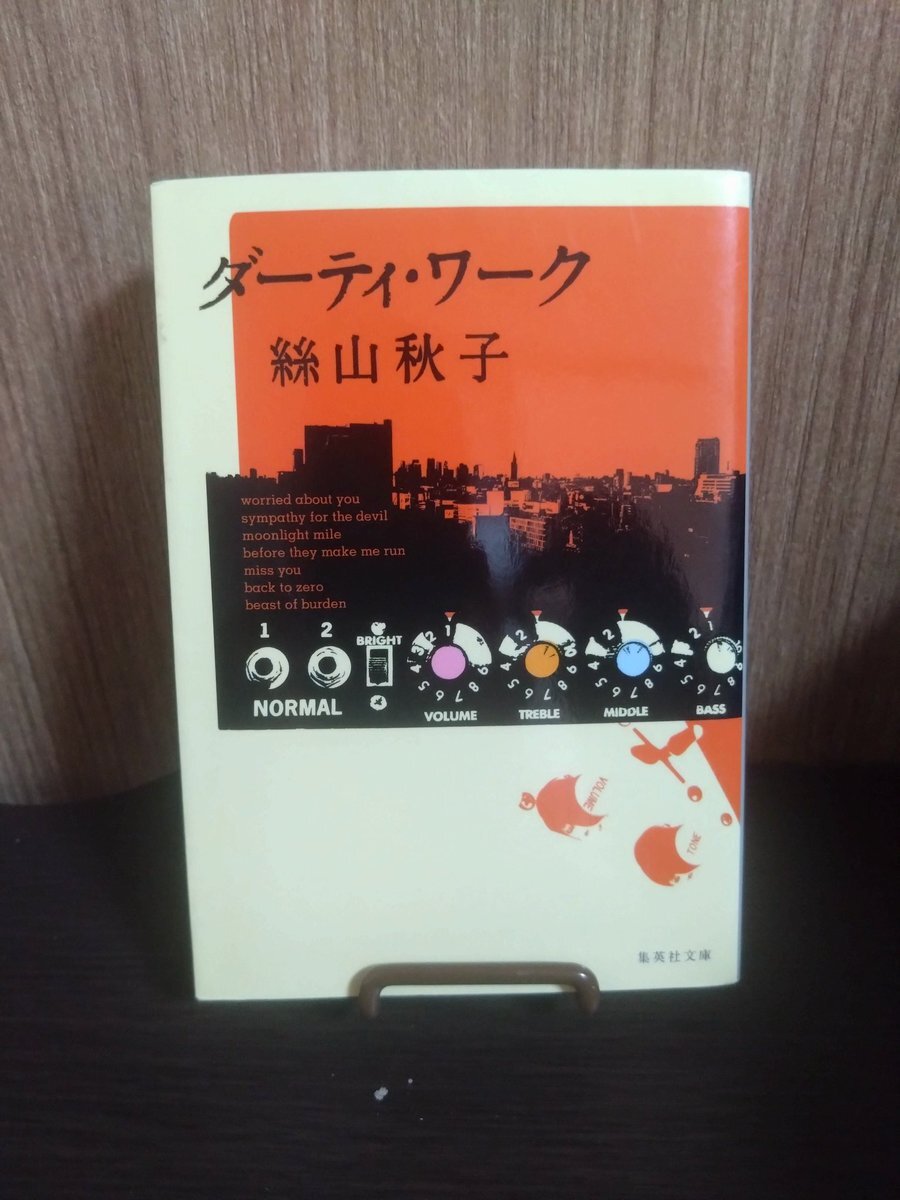 ダーティ・ワーク
絲山秋子
worried about you
sympathy for the devil
moonlight mile
before they make me run
miss you
back to zero
beast of burden
1 2 BRIGHT
NORMAL VOLUME TREBLE MIDDLE BASS
VOLUME
TONE
集英社文庫